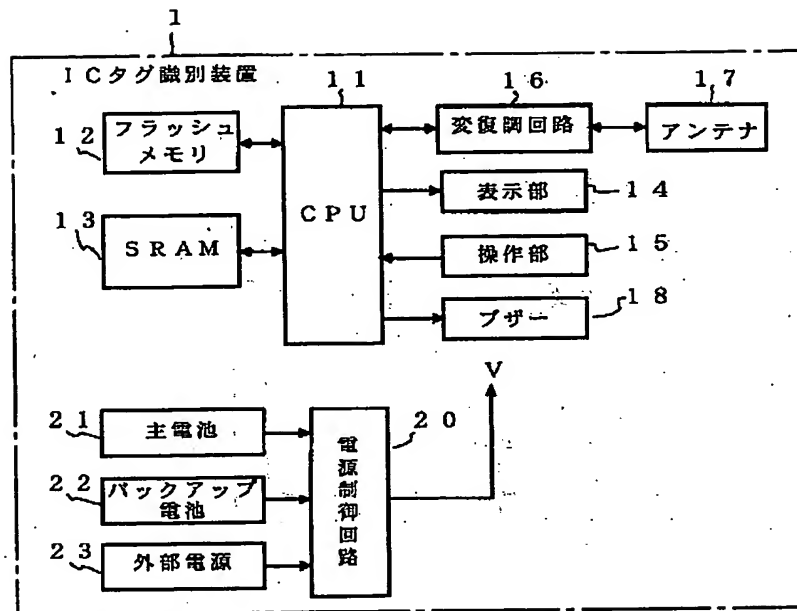 1
ICタグ識別装置
11
16
17
12
フラッシュ
メモリ
変復調回路
アンテナ
表示部
14
13
SRAM
CPU
操作部
15
ブザー
18
V
21
主電池
20
22
バックアップ
電池
電源制御回路
23
外部電源